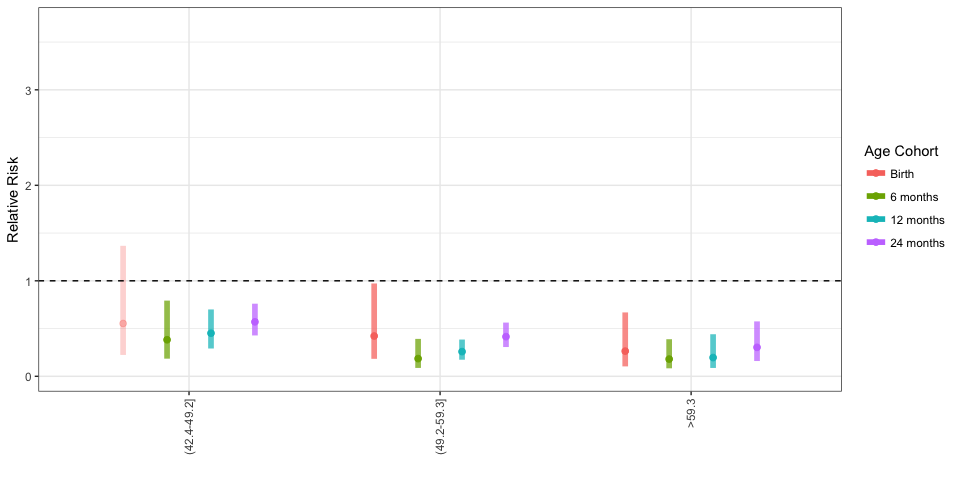 Relative Risk
3
2
1
0
(42.4-49.2]
(49.2-59.3]
>59.3
Age Cohort
Birth
6 months
12 months
24 months